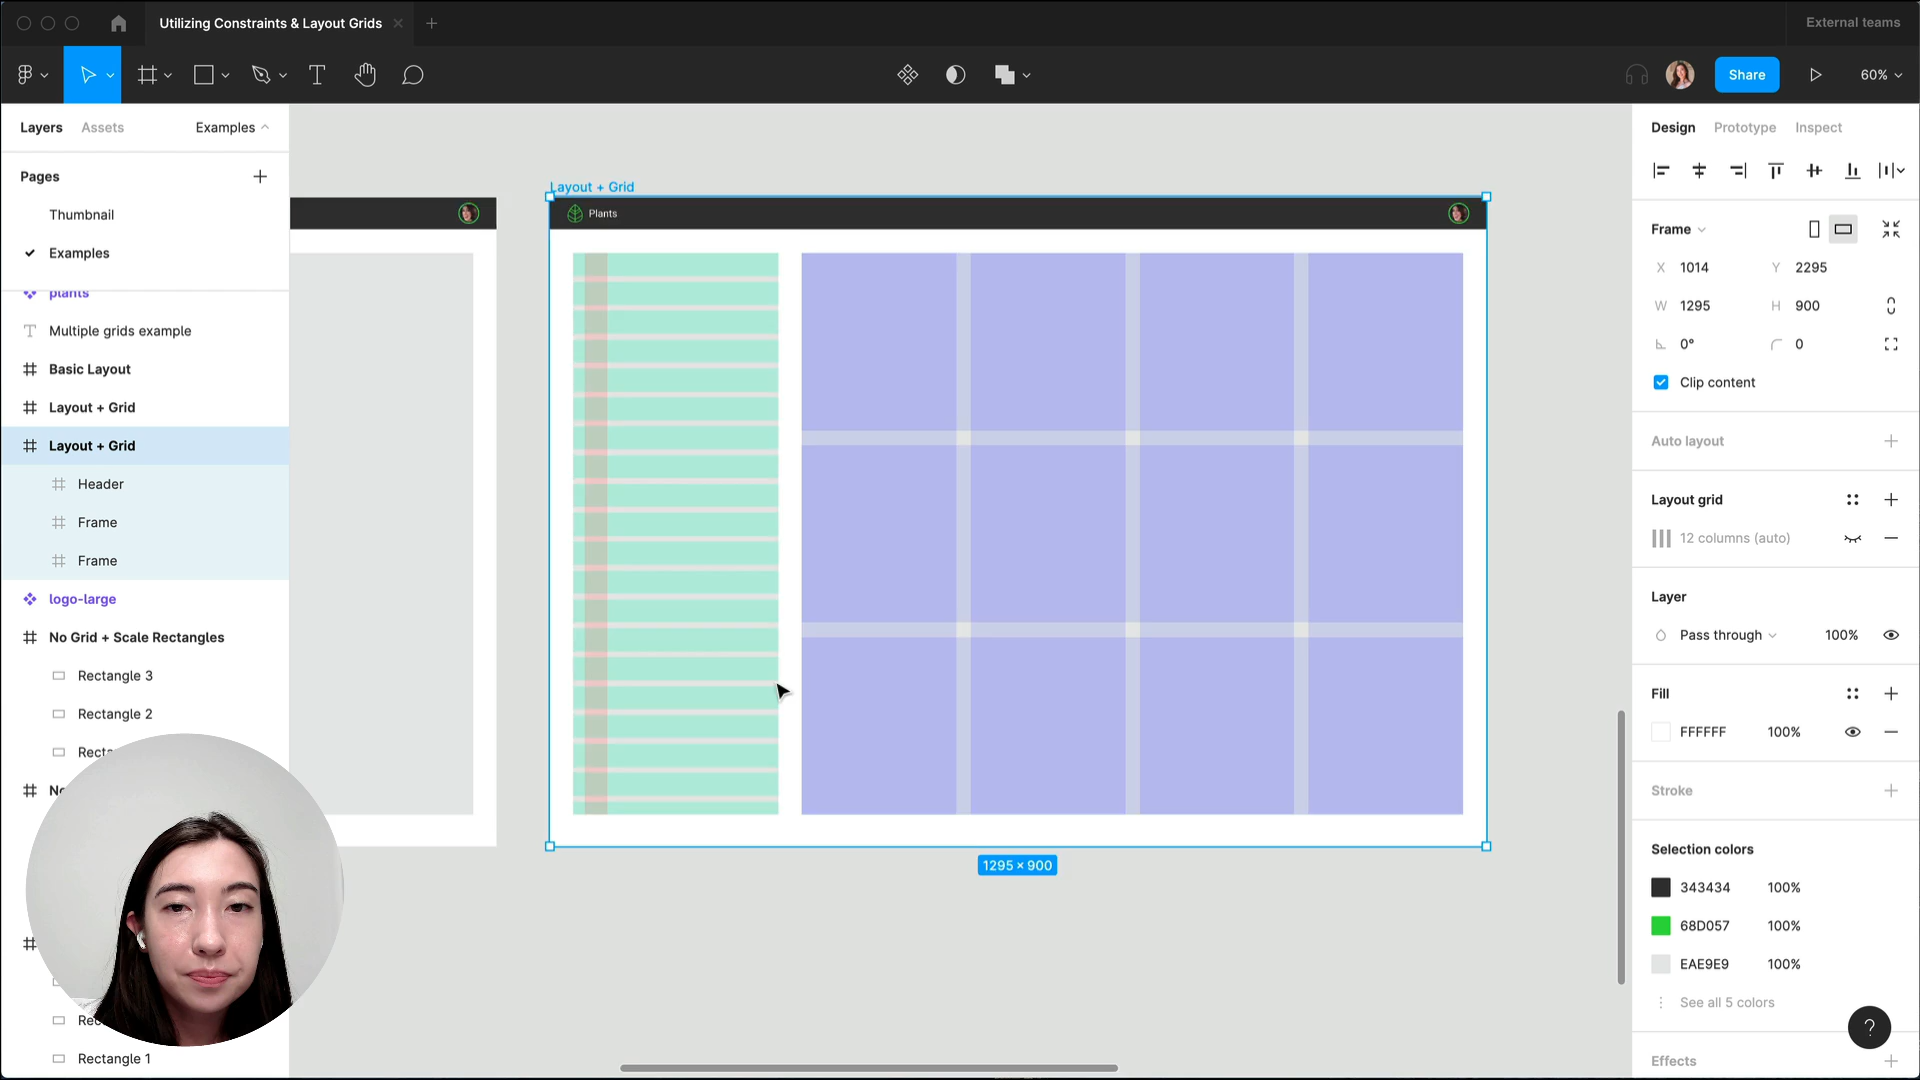 Utilizing Constraints & Layout Grids
External teams
Share
60%
Layers
Assets
Examples
Pages
Thumbnail
Examples
plants
Multiple grids example
Basic Layout
Layout + Grid
Layout + Grid
Header
Frame
Frame
logo-large
No Grid + Scale Rectangles
Rectangle 3
Rectangle 2
Rectangle 1
Layout + Grid
Plants
1295 × 900
Design
Prototype
Inspect
Frame
X 1014
Y 2295
W 1295
H 900
0°
0
Clip content
Auto layout
Layout grid
12 columns (auto)
Layer
Pass through
100%
Fill
FFFFFF
100%
Stroke
Selection colors
343434
100%
68D057
100%
EAE9E9
100%
See all 5 colors
Effects
?